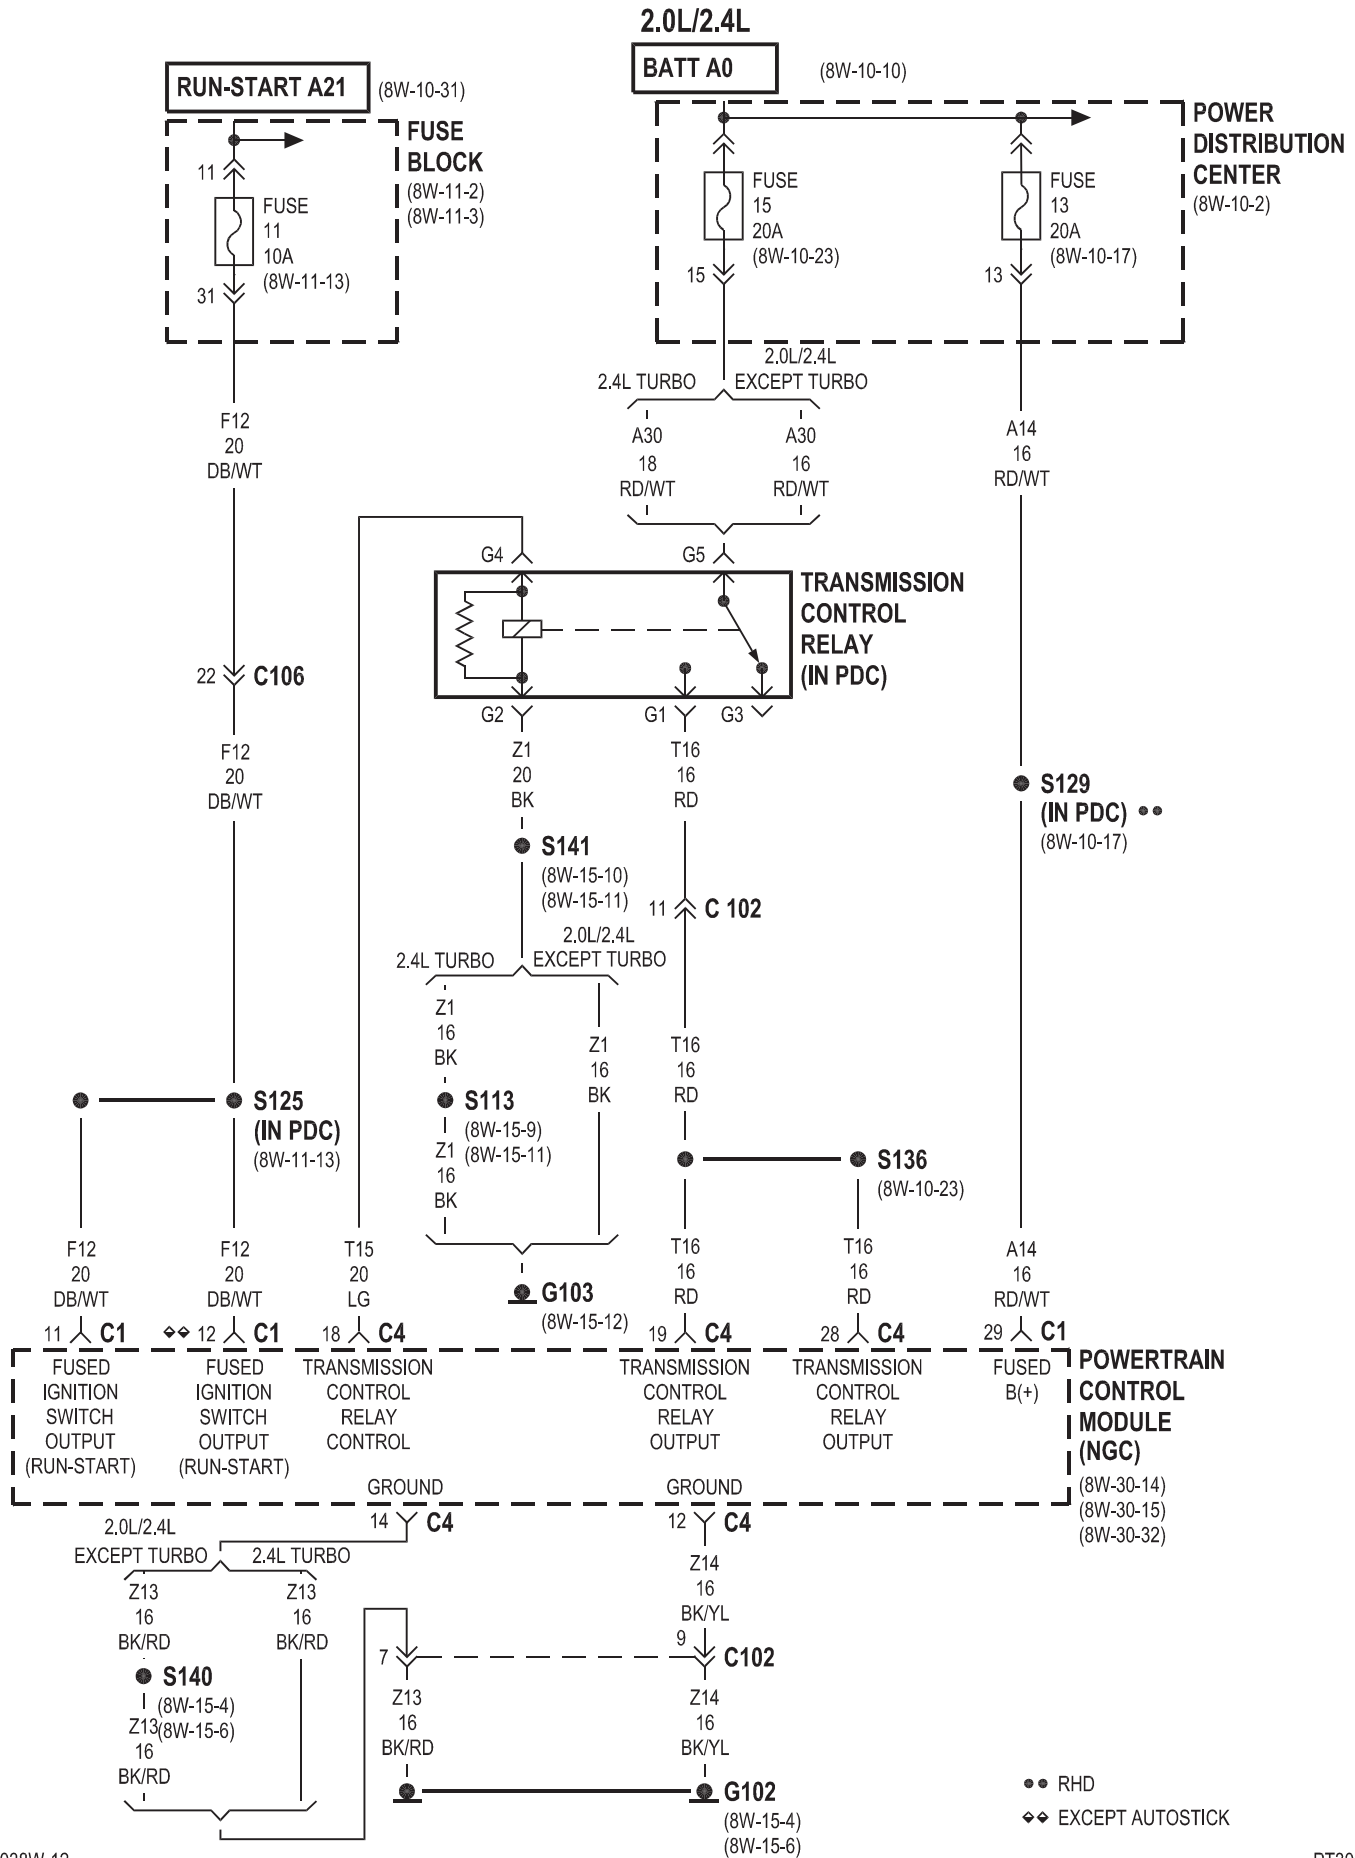 2.0L/2.4L
BATT A0
(8W-10-10)
RUN-START A21
(8W-10-31)
FUSE
BLOCK
(8W-11-2)
(8W-11-3)
11
FUSE
11
10A
(8W-11-13)
31
POWER
DISTRIBUTION
CENTER
(8W-10-2)
FUSE
15
20A
(8W-10-23)
15
FUSE
13
20A
(8W-10-17)
13
2.4L TURBO
2.0L/2.4L
EXCEPT TURBO
F12
20
DB/WT
A30
18
RD/WT
A30
16
RD/WT
A14
16
RD/WT
G4
G5
TRANSMISSION
CONTROL
RELAY
(IN PDC)
22
C106
G2
G1
G3
F12
20
DB/WT
Z1
20
BK
T16
16
RD
S129
(IN PDC)
(8W-10-17)
S141
(8W-15-10)
(8W-15-11)
11
C 102
2.4L TURBO
2.0L/2.4L
EXCEPT TURBO
Z1
16
BK
Z1
16
BK
T16
16
RD
S125
(IN PDC)
(8W-11-13)
S113
(8W-15-9)
(8W-15-11)
Z1
16
BK
S136
(8W-10-23)
F12
20
DB/WT
F12
20
DB/WT
T15
20
LG
G103
(8W-15-12)
T16
16
RD
T16
16
RD
A14
16
RD/WT
11
C1
12
C1
18
C4
19
C4
28
C4
29
C1
FUSED
IGNITION
SWITCH
OUTPUT
(RUN-START)
FUSED
IGNITION
SWITCH
OUTPUT
(RUN-START)
TRANSMISSION
CONTROL
RELAY
CONTROL
TRANSMISSION
CONTROL
RELAY
OUTPUT
TRANSMISSION
CONTROL
RELAY
OUTPUT
FUSED
B(+)
POWERTRAIN
CONTROL
MODULE
(NGC)
(8W-30-14)
(8W-30-15)
(8W-30-32)
GROUND
GROUND
14
C4
12
C4
2.0L/2.4L
EXCEPT TURBO
2.4L TURBO
Z13
16
BK/RD
Z13
16
BK/RD
Z14
16
BK/YL
7
9
C102
S140
(8W-15-4)
(8W-15-6)
Z13
16
BK/RD
Z13
16
BK/RD
Z14
16
BK/YL
G102
(8W-15-4)
(8W-15-6)
RHD
EXCEPT AUTOSTICK